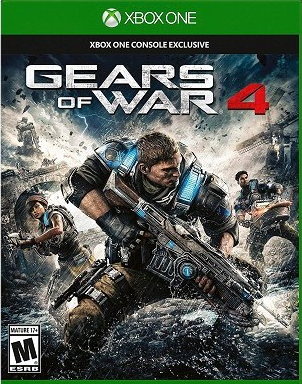 XBOX ONE
XBOX ONE CONSOLE EXCLUSIVE
GEARS
OF WAR 4
MATURE 17+
M
ESRB